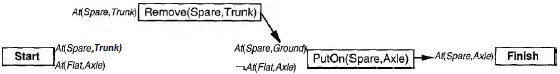 At(Spare,Trunk) Remove(Spare,Trunk)
Start At(Spare,Trunk) At(Spare,Ground) PutOn(Spare,Axle) At(Spare,Axle) Finish
At(Flat,Axle) ¬At(Flat,Axle)